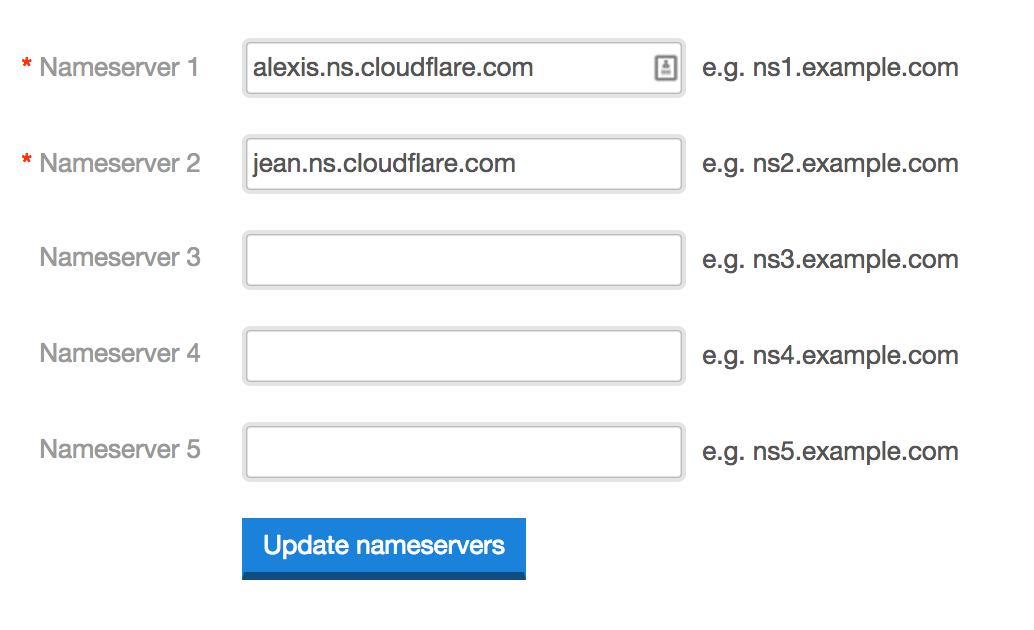 * Nameserver 1 alexis.ns.cloudflare.com e.g. ns1.example.com
* Nameserver 2 jean.ns.cloudflare.com e.g. ns2.example.com
Nameserver 3 e.g. ns3.example.com
Nameserver 4 e.g. ns4.example.com
Nameserver 5 e.g. ns5.example.com
Update nameservers